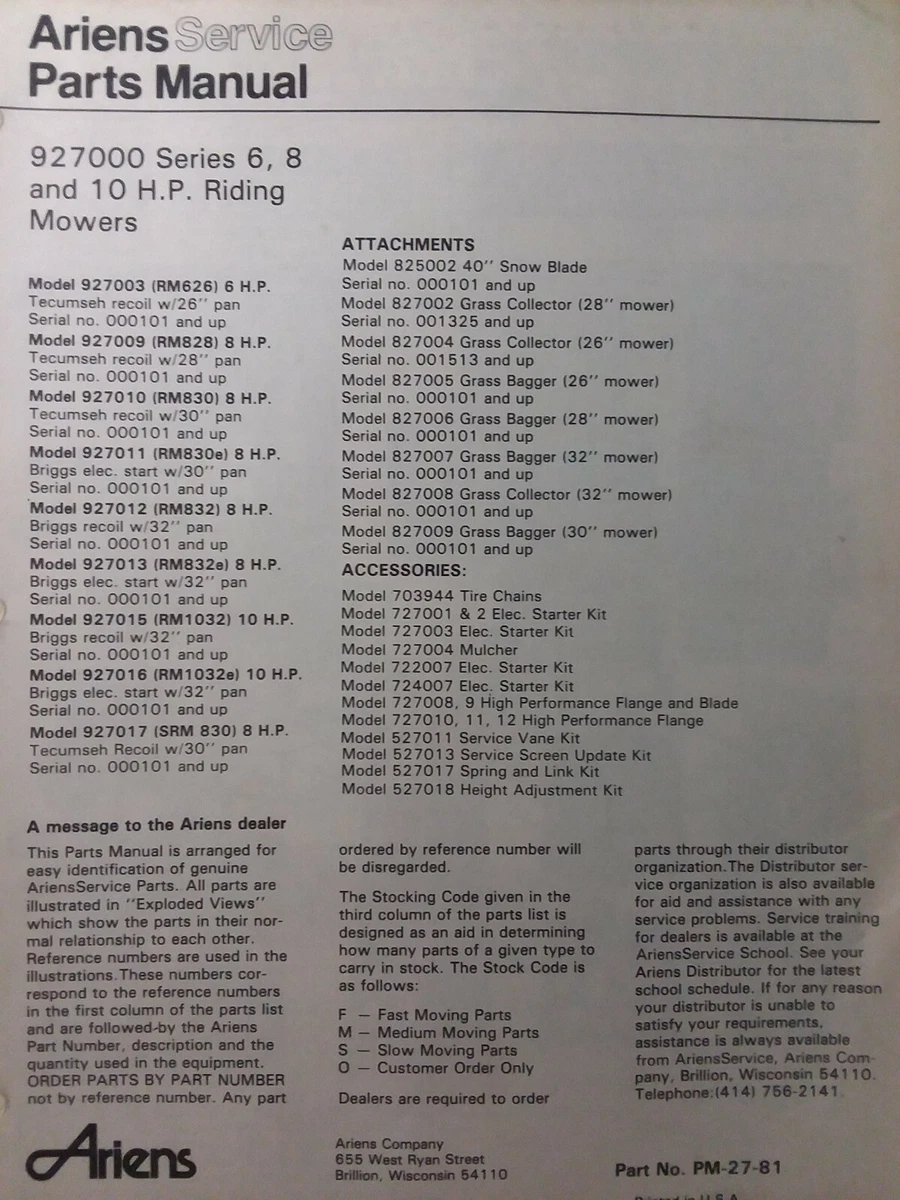 Ariens Service
Parts Manual
927000 Series 6, 8
and 10 H.P. Riding
Mowers
Model 927003 (RM626) 6 H.P.
Tecumseh recoil w/26'' pan
Serial no. 000101 and up
Model 927009 (RM828) 8 H.P.
Tecumseh recoil w/28'' pan
Serial no. 000101 and up
Model 927010 (RM830) 8 H.P.
Tecumseh recoil w/30'' pan
Serial no. 000101 and up
Model 927011 (RM830e) 8 H.P.
Briggs elec. start w/30'' pan
Serial no. 000101 and up
Model 927012 (RM832) 8 H.P.
Briggs recoil w/32'' pan
Serial no. 000101 and up
Model 927013 (RM832e) 8 H.P.
Briggs elec. start w/32'' pan
Serial no. 000101 and up
Model 927015 (RM1032) 10 H.P.
Briggs recoil w/32'' pan
Serial no. 000101 and up
Model 927016 (RM1032e) 10 H.P.
Briggs elec. start w/32'' pan
Serial no. 000101 and up
Model 927017 (SRM 830) 8 H.P.
Tecumseh Recoil w/30'' pan
Serial no. 000101 and up
ATTACHMENTS
Model 825002 40'' Snow Blade
Serial no. 000101 and up
Model 827002 Grass Collector (28'' mower)
Serial no. 001325 and up
Model 827004 Grass Collector (26'' mower)
Serial no. 001513 and up
Model 827005 Grass Bagger (26'' mower)
Serial no. 000101 and up
Model 827006 Grass Bagger (28'' mower)
Serial no. 000101 and up
Model 827007 Grass Bagger (32'' mower)
Serial no. 000101 and up
Model 827008 Grass Collector (32'' mower)
Serial no. 000101 and up
Model 827009 Grass Bagger (30'' mower)
Serial no. 000101 and up
ACCESSORIES:
Model 703944 Tire Chains
Model 727001 & 2 Elec. Starter Kit
Model 727003 Elec. Starter Kit
Model 727004 Mulcher
Model 722007 Elec. Starter Kit
Model 724007 Elec. Starter Kit
Model 727008, 9 High Performance Flange and Blade
Model 727010, 11, 12 High Performance Flange
Model 527011 Service Vane Kit
Model 527013 Service Screen Update Kit
Model 527017 Spring and Link Kit
Model 527018 Height Adjustment Kit
A message to the Ariens dealer
This Parts Manual is arranged for
easy identification of genuine
AriensService Parts. All parts are
illustrated in "Exploded Views"
which show the parts in their nor-
mal relationship to each other.
Reference numbers are used in the
illustrations.These numbers cor-
respond to the reference numbers
in the first column of the parts list
and are followed-by the Ariens
Part Number, description and the
quantity used in the equipment.
ORDER PARTS BY PART NUMBER
not by reference number. Any part
ordered by reference number will
be disregarded.
The Stocking Code given in the
third column of the parts list is
designed as an aid in determining
how many parts of a given type to
carry in stock. The Stock Code is
as follows:
F — Fast Moving Parts
M — Medium Moving Parts
S — Slow Moving Parts
O — Customer Order Only
Dealers are required to order
parts through their distributor
organization.The Distributor ser-
vice organization is also available
for aid and assistance with any
service problems. Service training
for dealers is available at the
AriensService School. See your
Ariens Distributor for the latest
school schedule. If for any reason
your distributor is unable to
satisfy your requirements,
assistance is always available
from AriensService, Ariens Com-
pany, Brillion, Wisconsin 54110.
Telephone:(414) 756-2141
Ariens
Ariens Company
655 West Ryan Street
Brillion, Wisconsin 54110
Part No. PM-27-81
Printed in U.S.A.